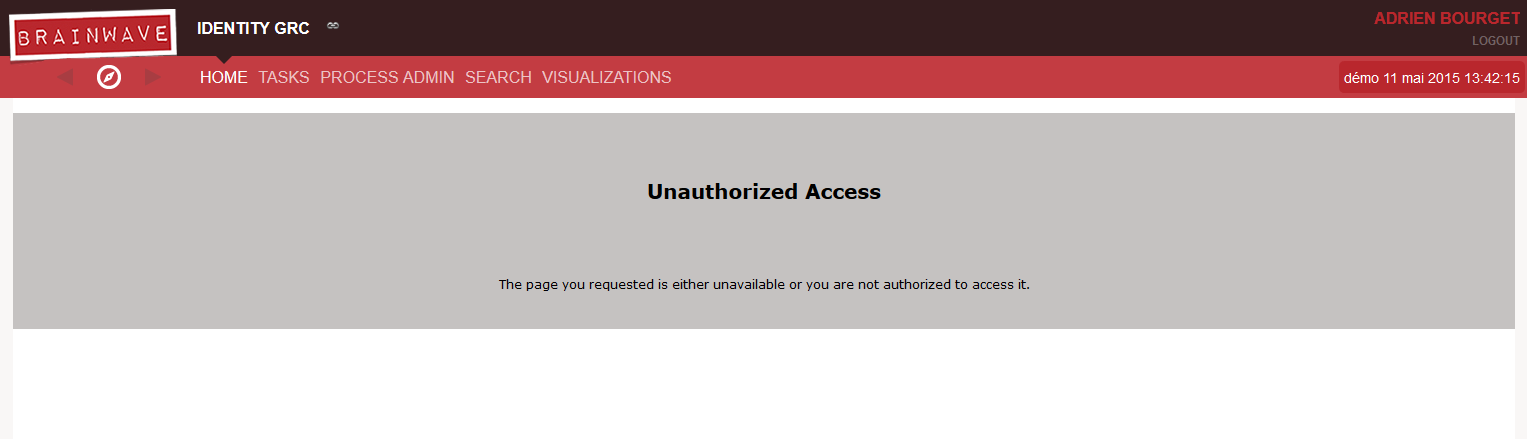 BRAINWAVE
IDENTITY GRC
ADRIEN BOURGET
LOGOUT
HOME TASKS PROCESS ADMIN SEARCH VISUALIZATIONS
démo 11 mai 2015 13:42:15
Unauthorized Access
The page you requested is either unavailable or you are not authorized to access it.